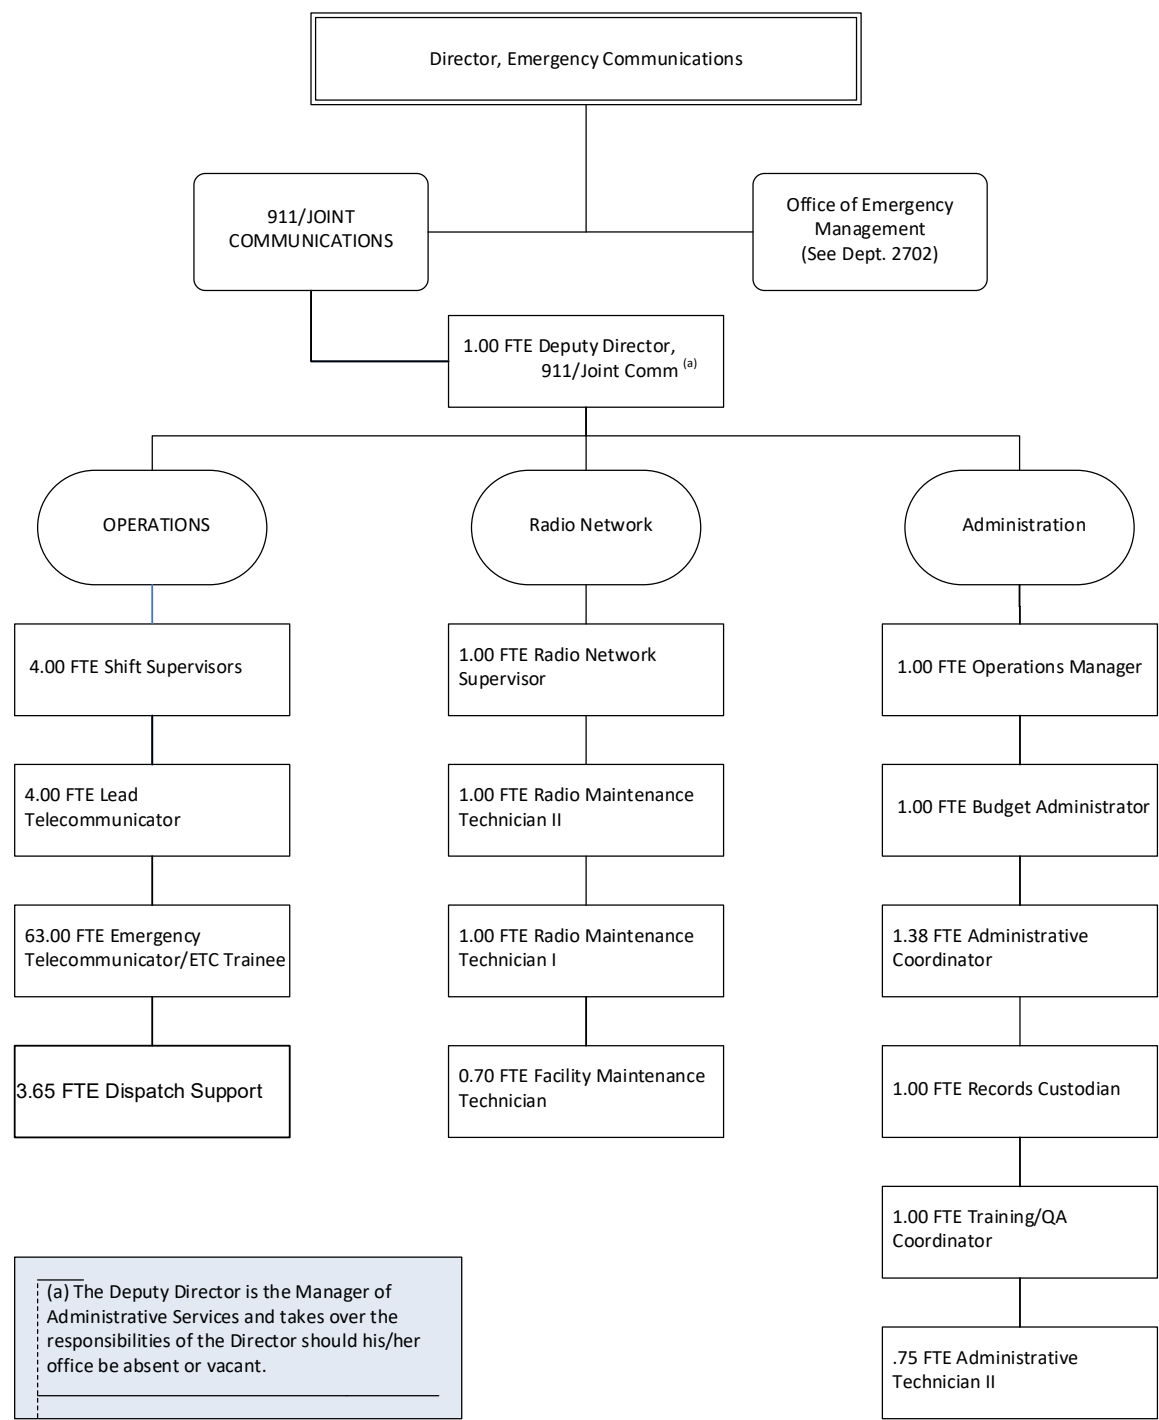 Director, Emergency Communications
911/JOINT
COMMUNICATIONS
Office of Emergency
Management
(See Dept. 2702)
1.00 FTE Deputy Director,
911/Joint Comm (a)
OPERATIONS
Radio Network
Administration
4.00 FTE Shift Supervisors
1.00 FTE Radio Network
Supervisor
1.00 FTE Operations Manager
4.00 FTE Lead
Telecommunicator
1.00 FTE Radio Maintenance
Technician II
1.00 FTE Budget Administrator
63.00 FTE Emergency
Telecommunicator/ETC Trainee
1.00 FTE Radio Maintenance
Technician I
1.38 FTE Administrative
Coordinator
3.65 FTE Dispatch Support
0.70 FTE Facility Maintenance
Technician
1.00 FTE Records Custodian
1.00 FTE Training/QA
Coordinator
(a) The Deputy Director is the Manager of
Administrative Services and takes over the
responsibilities of the Director should his/her
office be absent or vacant.
.75 FTE Administrative
Technician II